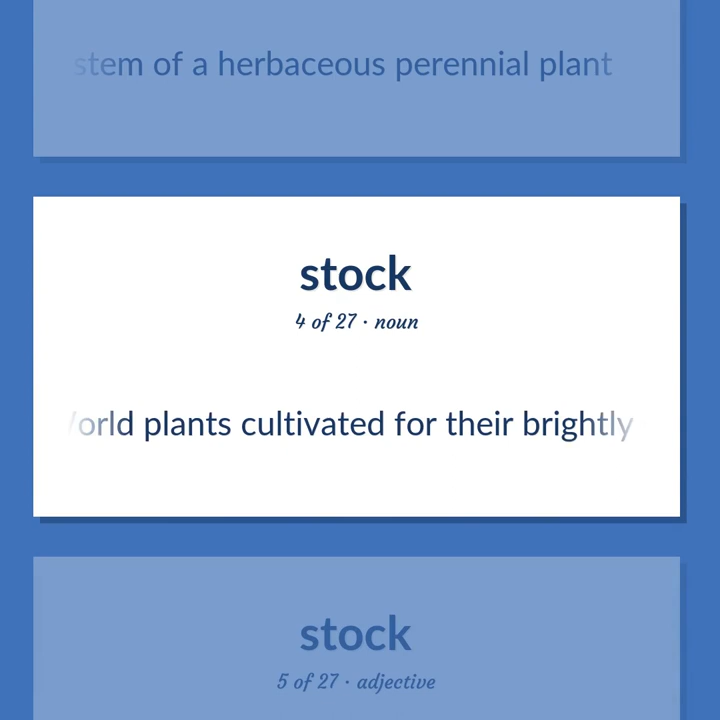 stem of a herbaceous perennial plant
stock
4 of 27 · noun
plants cultivated for their brightly
stock
5 of 27 · adjective